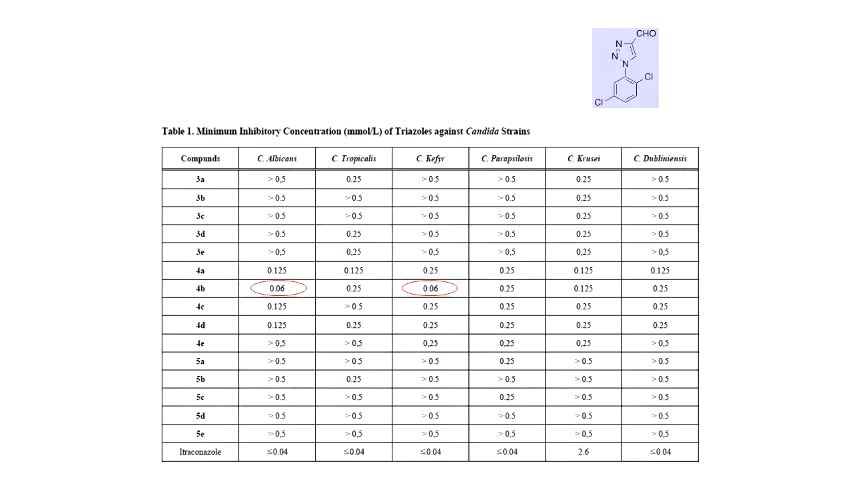 CHO
N
N
N
Cl
Cl
Table 1. Minimum Inhibitory Concentration (mmol/L) of Triazoles against Candida Strains
Compunds C. Albicans C. Tropicalis C. Kefyr C. Parapsilosis C. Krusei C. Dubliniensis
3a > 0,5 0.25 > 0.5 > 0.5 0.25 > 0.5
3b > 0.5 > 0.5 > 0.5 > 0.5 0.25 > 0.5
3c > 0.5 > 0.5 > 0.5 > 0.5 0.25 > 0.5
3d > 0.5 0.25 > 0.5 > 0.5 0.25 > 0.5
3e > 0,5 0,25 > 0,5 > 0,5 0,25 > 0,5
4a 0.125 0.125 0.25 0.25 0.125 0.125
4b 0.06 0.25 0.06 0.25 0.125 0.25
4c 0.125 > 0.5 0.25 0.25 0.25 0.25
4d 0.125 0.25 0.25 0.25 0.25 0.25
4e > 0,5 > 0,5 0,25 0,25 0,25 > 0,5
5a > 0.5 > 0.5 > 0.5 0.25 > 0.5 > 0.5
5b > 0.5 0.25 > 0.5 > 0.5 > 0.5 > 0.5
5c > 0.5 > 0.5 > 0.5 0.25 > 0.5 > 0.5
5d > 0.5 > 0.5 > 0.5 > 0.5 > 0.5 > 0.5
5e > 0,5 > 0,5 > 0,5 > 0,5 > 0,5 > 0,5
Itraconazole ≤0.04 ≤0.04 ≤0.04 ≤0.04 2.6 ≤0.04